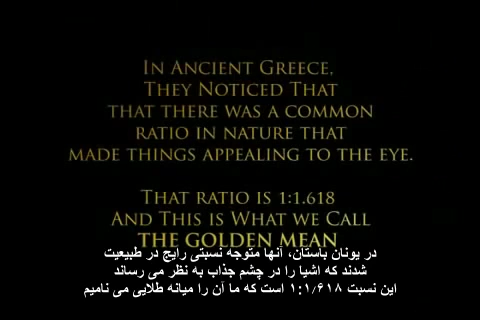 IN ANCIENT GREECE,
THEY NOTICED THAT
THAT THERE WAS A COMMON
RATIO IN NATURE THAT
MADE THINGS APPEALING TO THE EYE.
THAT RATIO IS 1:1.618
AND THIS IS WHAT WE CALL
THE GOLDEN MEAN
در یونان باستان، آنها متوجه نسبتی رایج در طبیعیت
شدند که اشیا را در چشم جذاب به نظر می رساند
این نسبت ۱:۱/۶۱۸ است که ما آن را میانه طلایی می نامیم